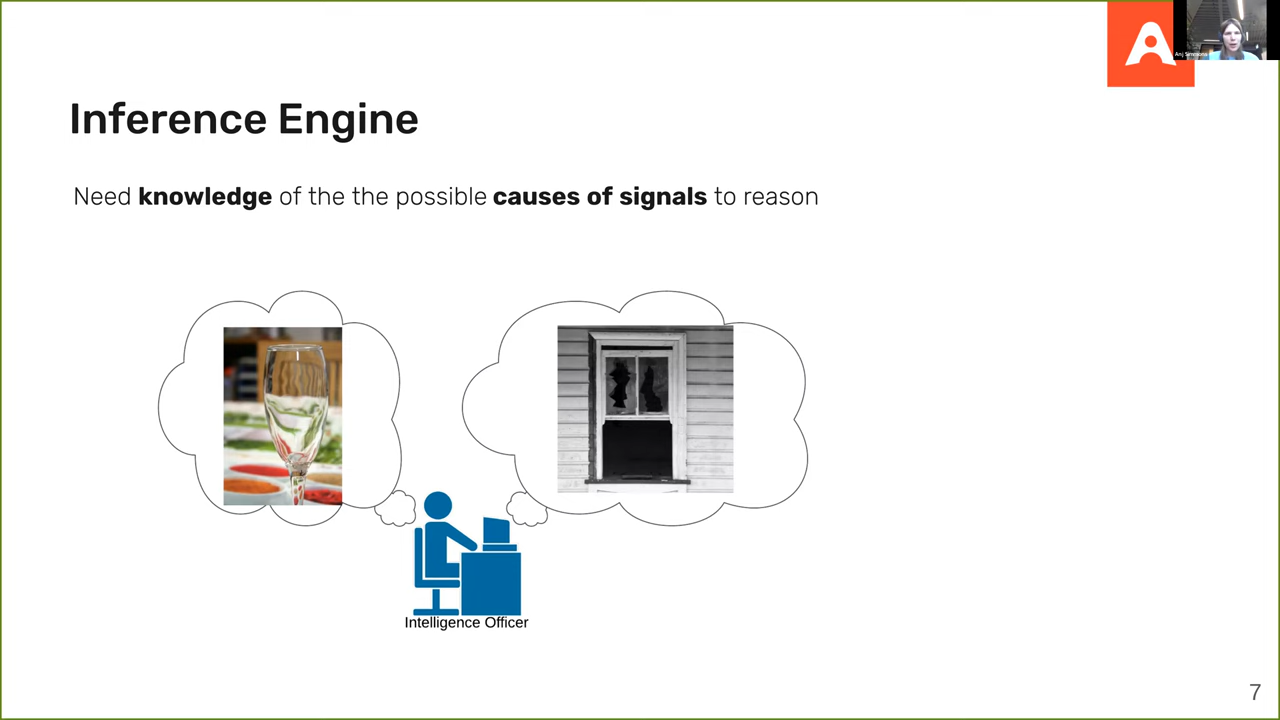 Inference Engine
Need knowledge of the the possible causes of signals to reason
Intelligence Officer
7